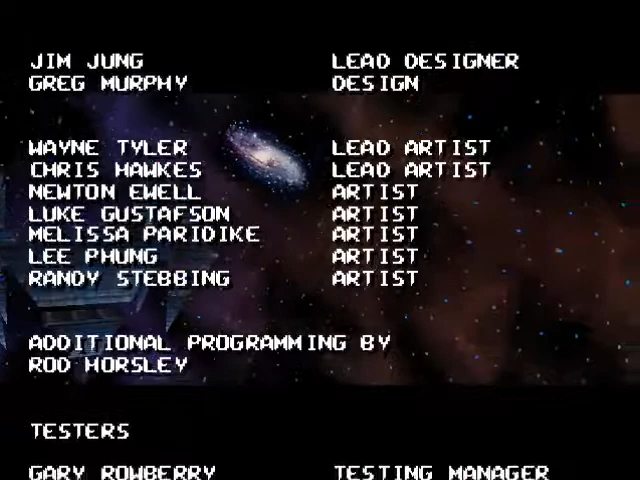 JIM JUNG LEAD DESIGNER
GREG MURPHY DESIGN
WAYNE TYLER LEAD ARTIST
CHRIS HAWKES LEAD ARTIST
NEWTON EWELL ARTIST
LUKE GUSTAFSON ARTIST
MELISSA PARIDIKE ARTIST
LEE PHUNG ARTIST
RANDY STEBBING ARTIST
ADDITIONAL PROGRAMMING BY
ROD HORSLEY
TESTERS
GARY ROWBERRY TESTING MANAGER